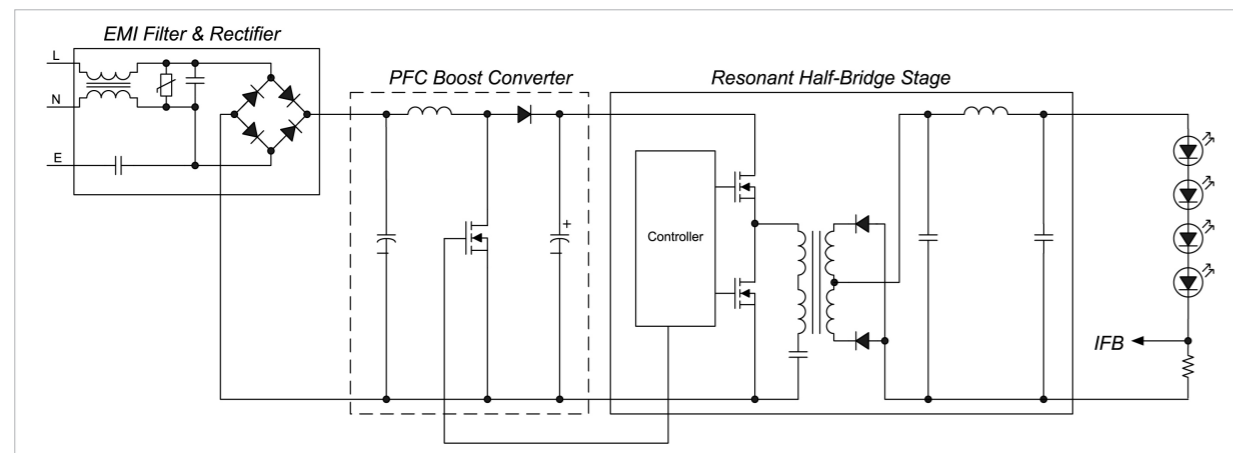 EMI Filter & Rectifier
L
N
E
PFC Boost Converter
+
Resonant Half-Bridge Stage
Controller
IFB